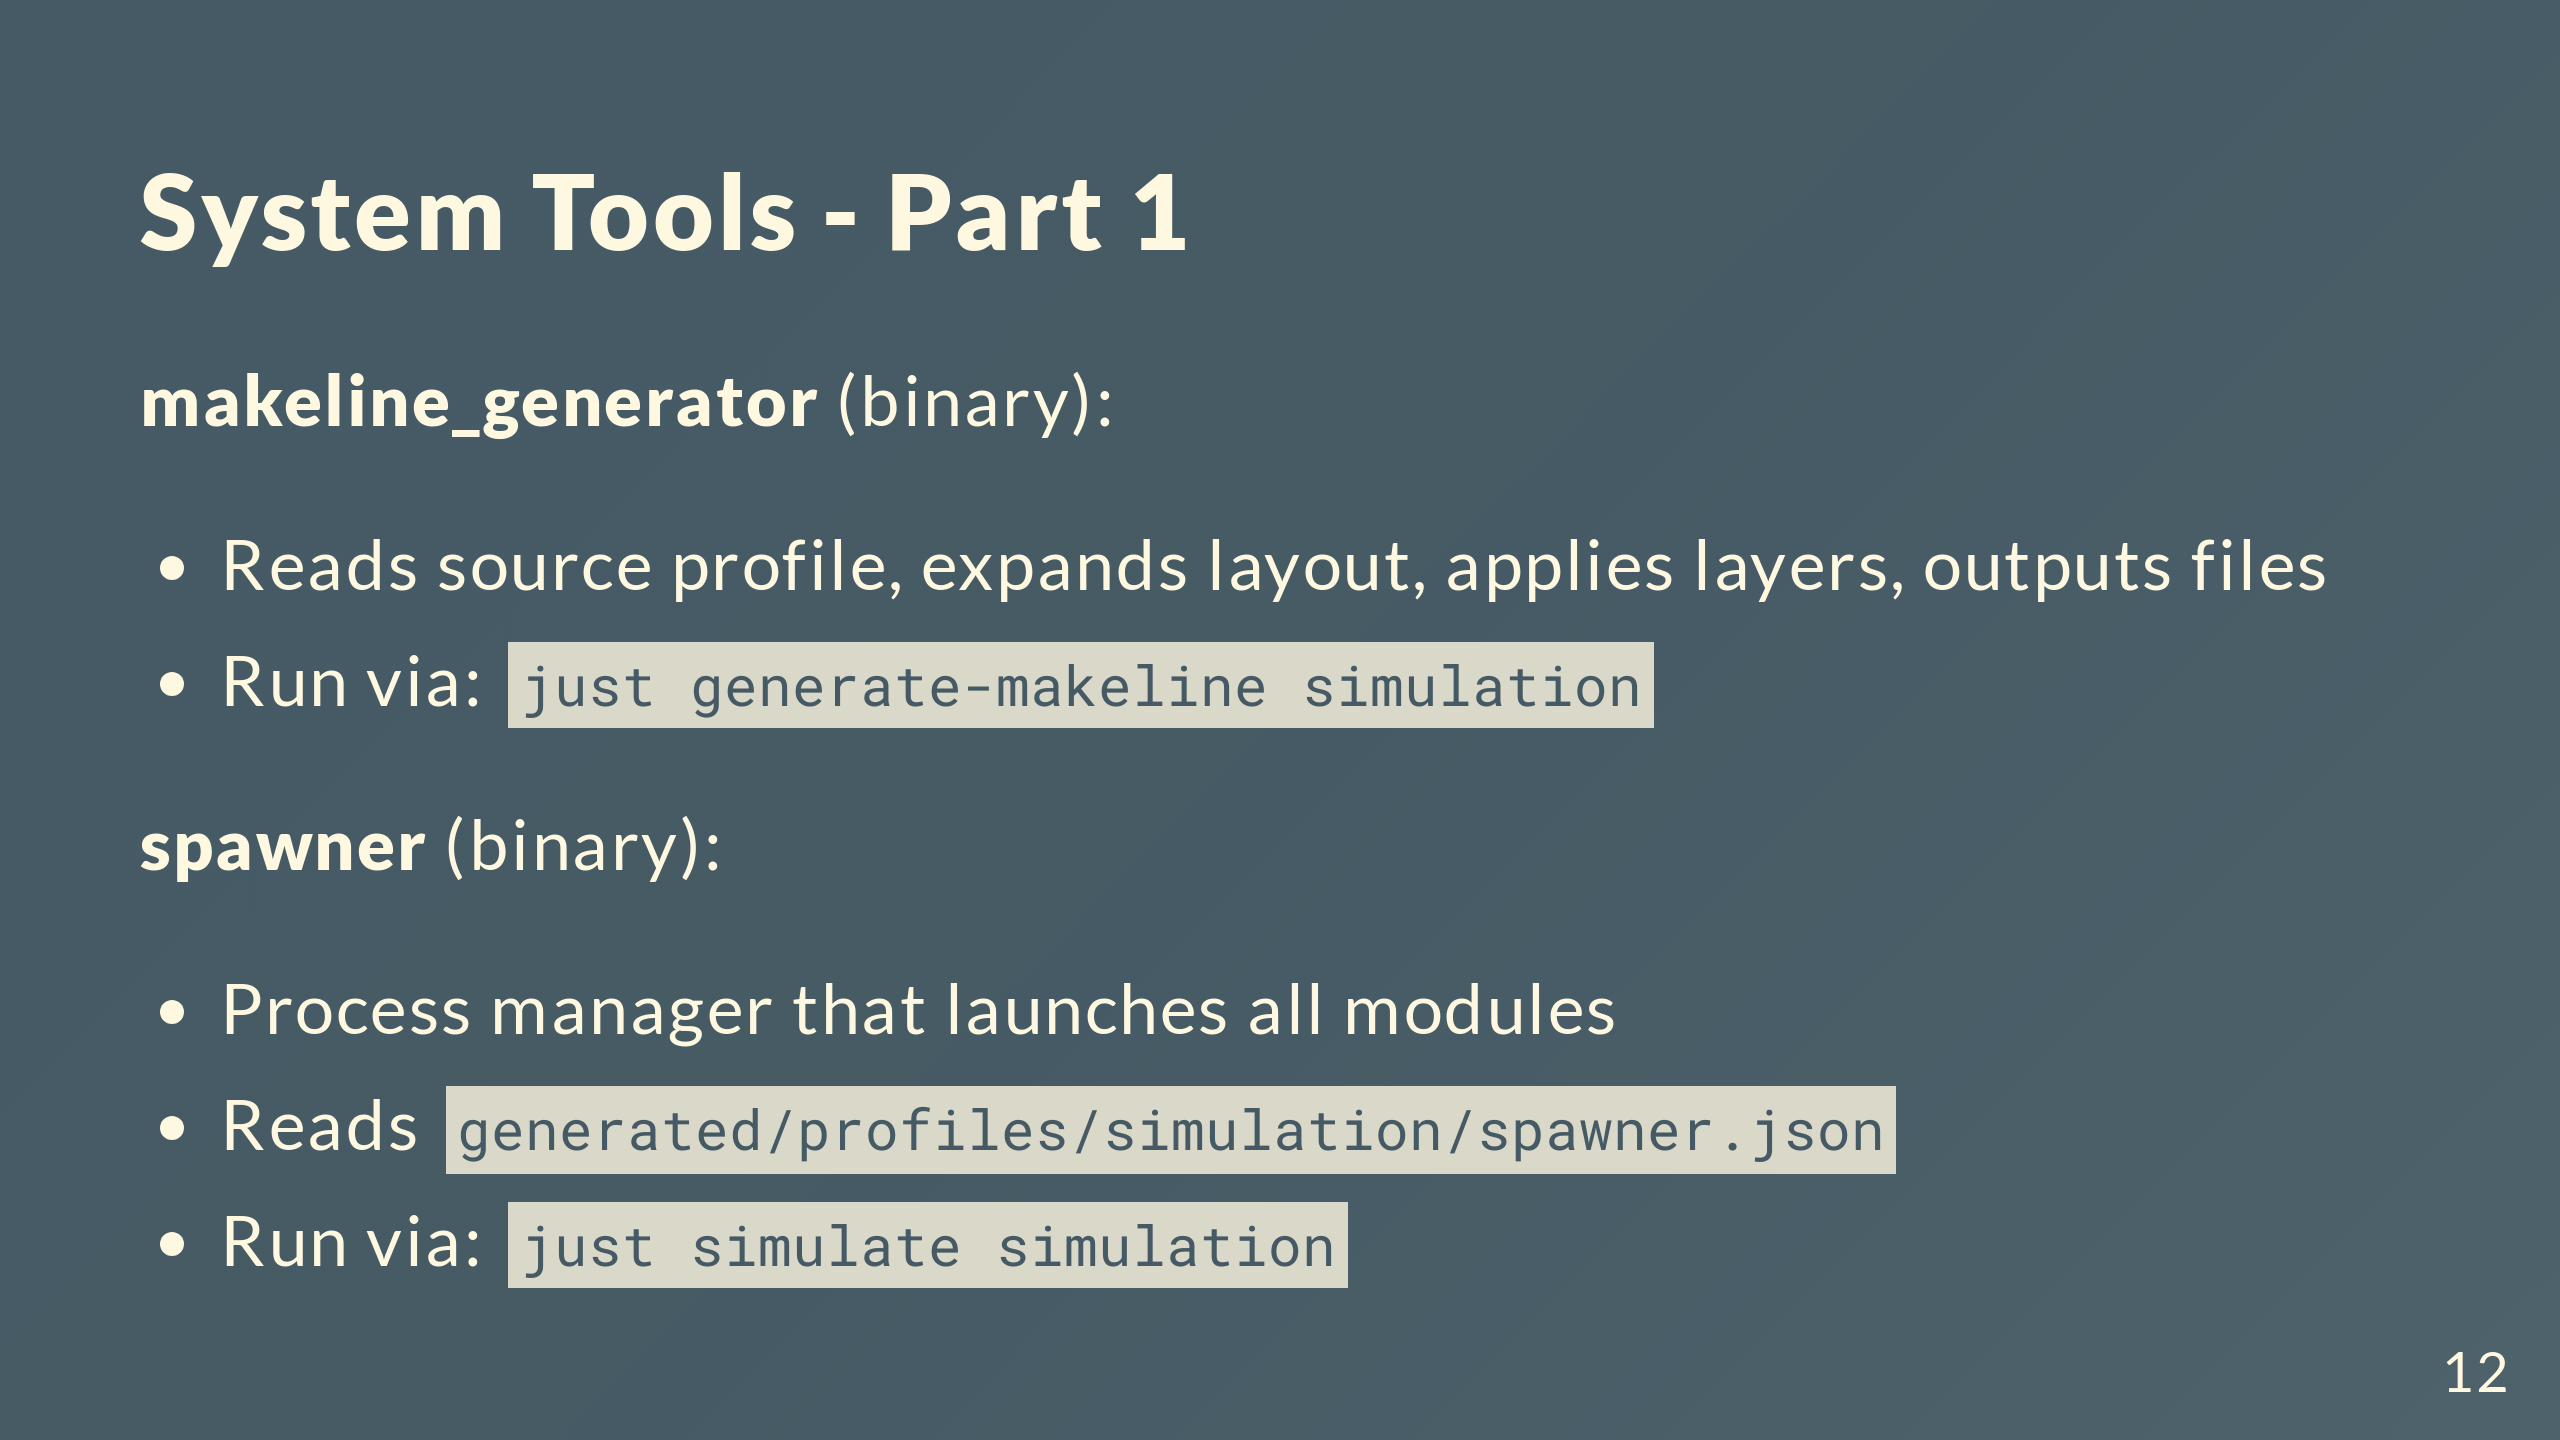 System Tools - Part 1
makeline_generator (binary):
• Reads source profile, expands layout, applies layers, outputs files
• Run via: just generate-makeline simulation
spawner (binary):
• Process manager that launches all modules
• Reads generated/profiles/simulation/spawner.json
• Run via: just simulate simulation
12